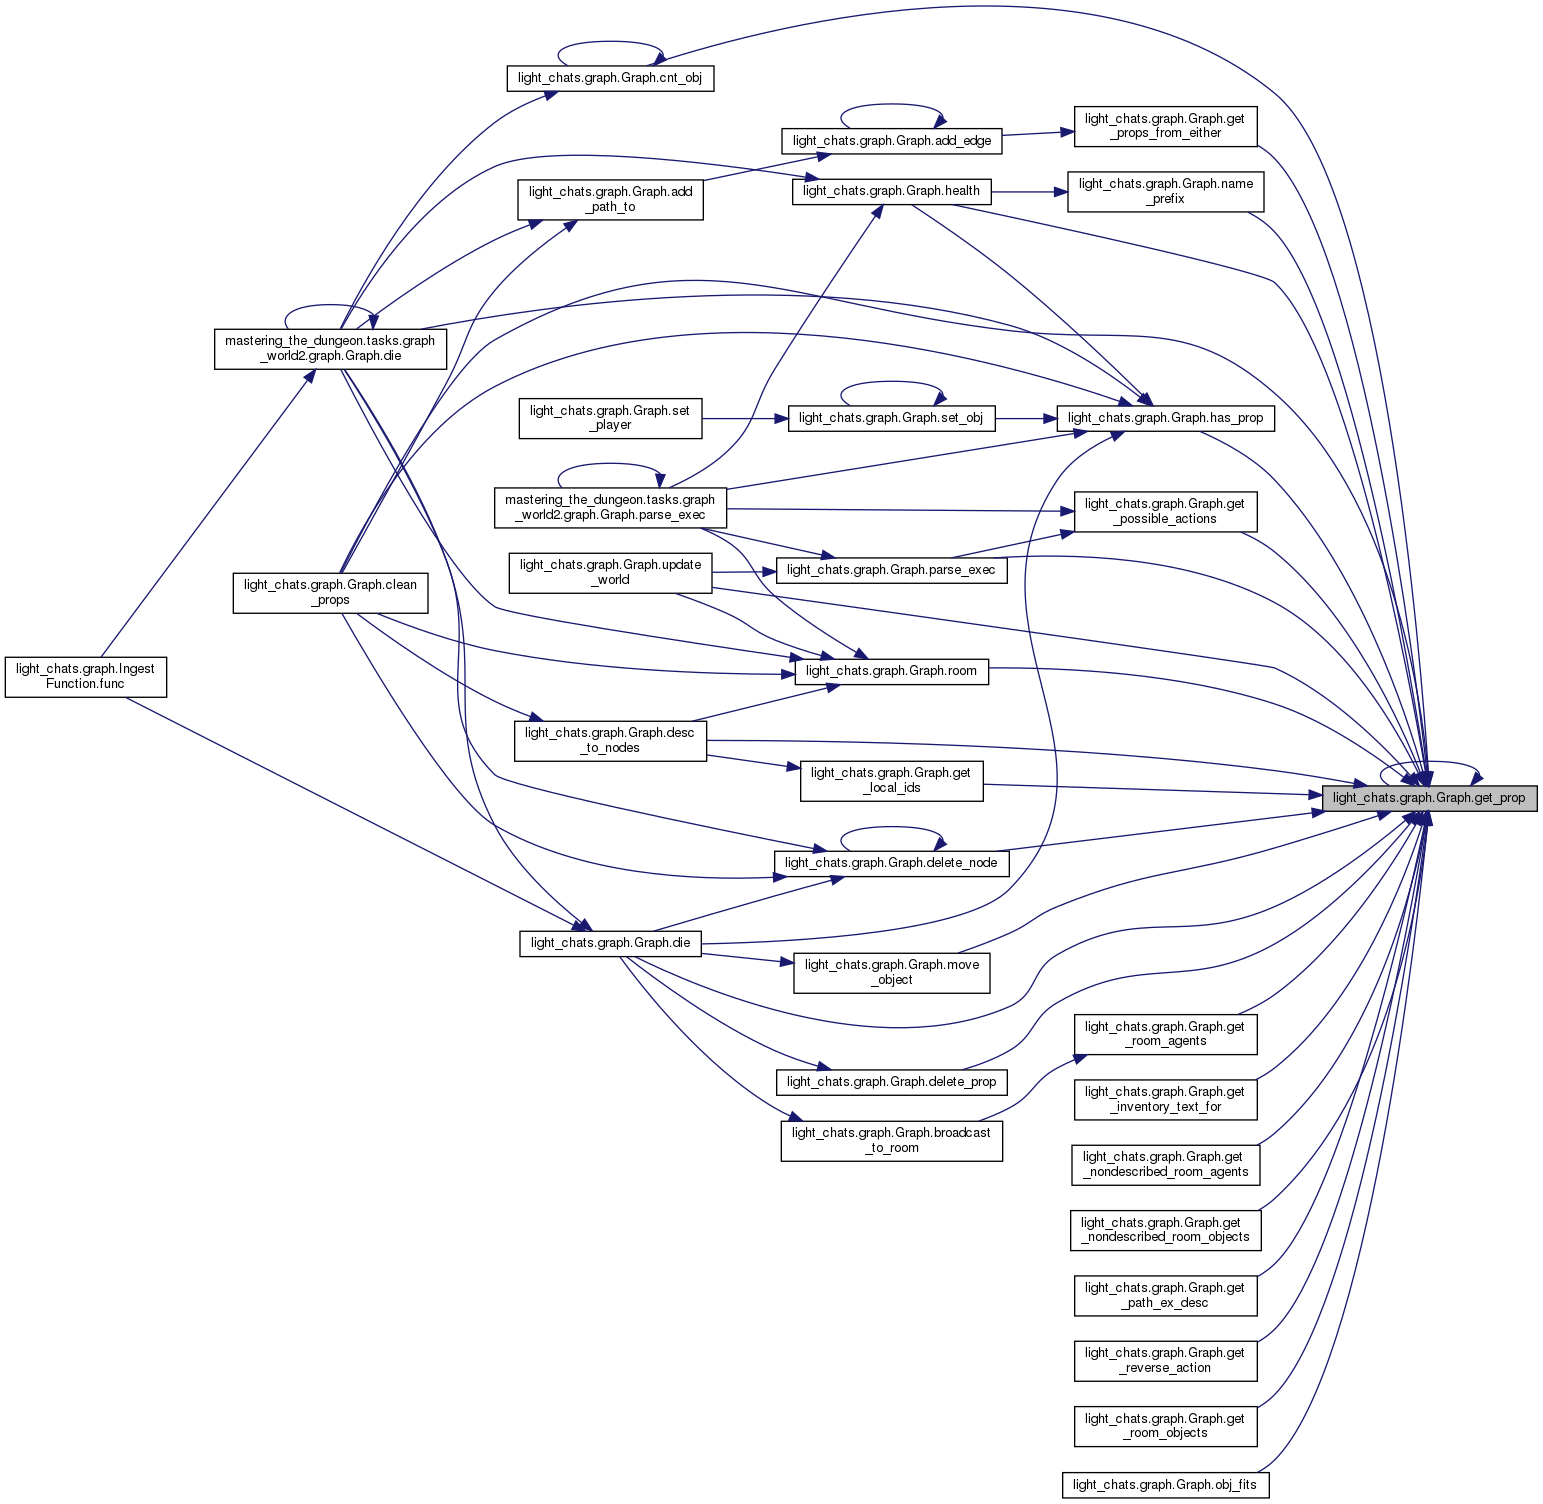 light_chats.graph.Graph.cnt_obj
light_chats.graph.Graph.get
_props_from_either
light_chats.graph.Graph.add_edge
light_chats.graph.Graph.name
_prefix
light_chats.graph.Graph.health
light_chats.graph.Graph.add
_path_to
mastering_the_dungeon.tasks.graph
_world2.graph.Graph.die
light_chats.graph.Graph.set
_player
light_chats.graph.Graph.set_obj
light_chats.graph.Graph.has_prop
mastering_the_dungeon.tasks.graph
_world2.graph.Graph.parse_exec
light_chats.graph.Graph.get
_possible_actions
light_chats.graph.Graph.update
_world
light_chats.graph.Graph.parse_exec
light_chats.graph.Graph.clean
_props
light_chats.graph.Ingest
Function.func
light_chats.graph.Graph.room
light_chats.graph.Graph.desc
_to_nodes
light_chats.graph.Graph.get
_local_ids
light_chats.graph.Graph.get_prop
light_chats.graph.Graph.delete_node
light_chats.graph.Graph.die
light_chats.graph.Graph.move
_object
light_chats.graph.Graph.get
_room_agents
light_chats.graph.Graph.delete_prop
light_chats.graph.Graph.get
_inventory_text_for
light_chats.graph.Graph.broadcast
_to_room
light_chats.graph.Graph.get
_nondescribed_room_agents
light_chats.graph.Graph.get
_nondescribed_room_objects
light_chats.graph.Graph.get
_path_ex_desc
light_chats.graph.Graph.get
_reverse_action
light_chats.graph.Graph.get
_room_objects
light_chats.graph.Graph.obj_fits